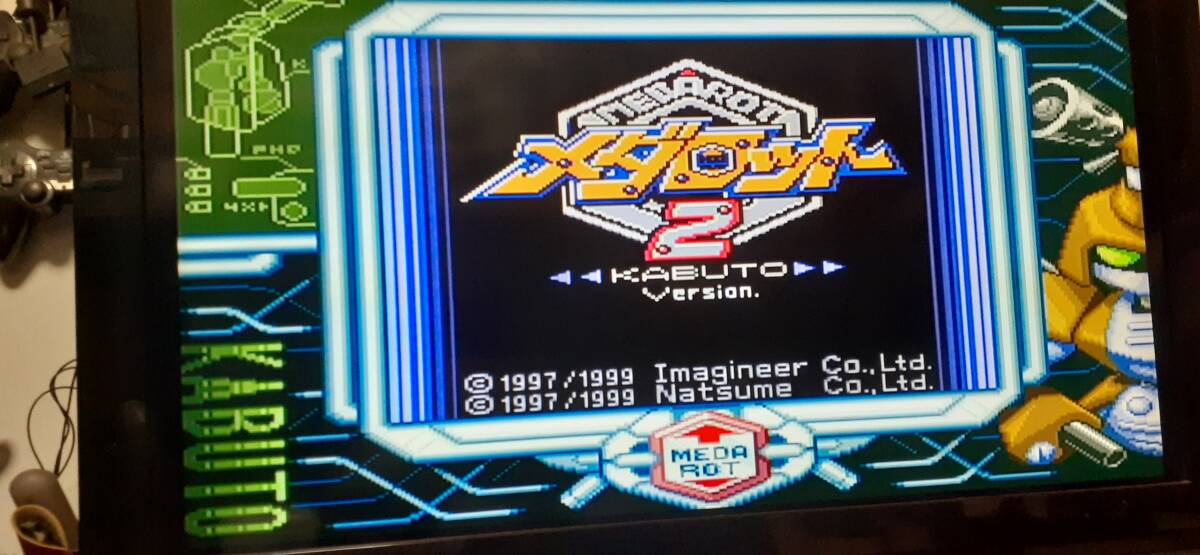 MEDAROT
メダロット
2
KABUTO
Version.
© 1997/1999 Imagineer Co.,Ltd.
© 1997/1999 Natsume Co.,Ltd.
MEDA
ROT
KABUTO